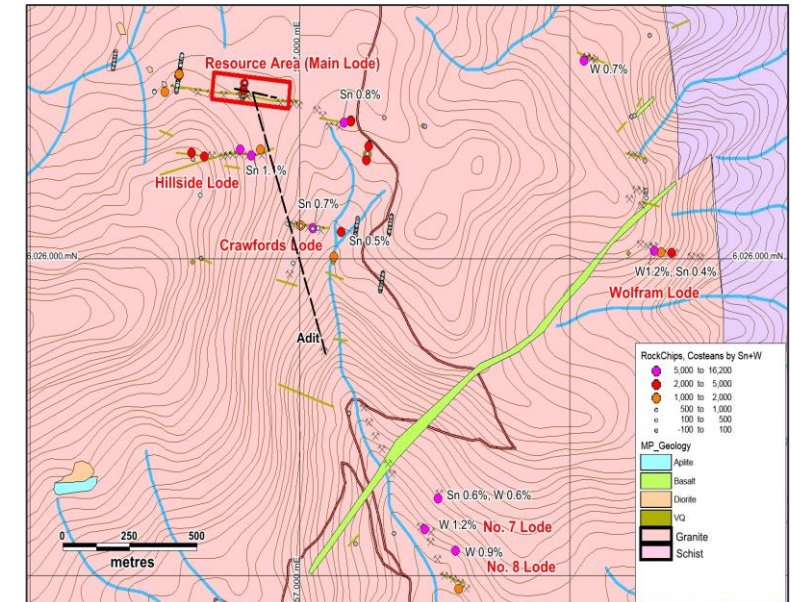 Resource Area (Main Lode)
W 0.7%
Sn 0.8%
Hillside Lode
Sn 1.1%
Sn 0.7%
Crawfords Lode
Sn 0.5%
6,026,000 mN
6,026,000 mN
W1.2%, Sn 0.4%
Wolfram Lode
Adit
RockChips, Costeans by Sn+W
5,000 to 16,200
2,000 to 5,000
1,000 to 2,000
500 to 1,000
100 to 500
-100 to 100
MP_Geology
Aplite
Basalt
Diorite
VQ
Granite
Schist
Sn 0.6%, W 0.6%
W 1.2%
No. 7 Lode
W 0.9%
No. 8 Lode
0 250 500
metres